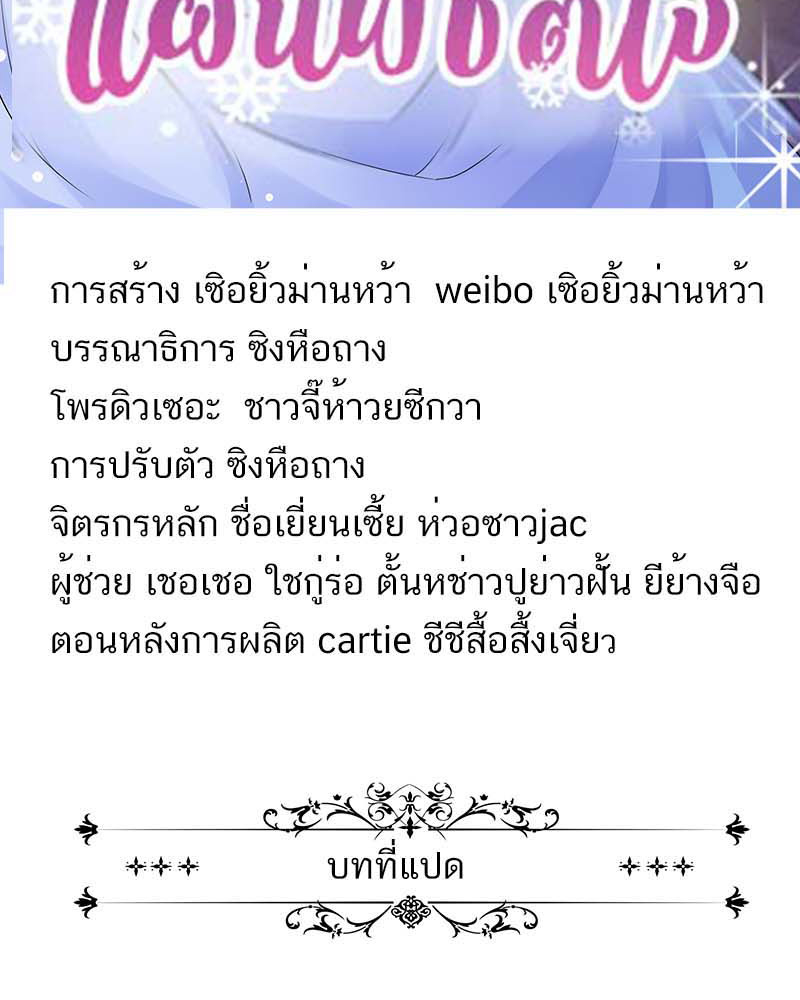 แผนพิชิตใจ
การสร้าง เซิอยิ้วม่านหว้า weibo เซิอยิ้วม่านหว้า
บรรณาธิการ ซิงหือถาง
โพรดิวเซอะ ชาวจี๊ห้าวยซีกวา
การปรับตัว ซิงหือถาง
จิตรกรหลัก ชื่อเยี่ยนเซี้ย ห่วอซาวjac
ผู้ช่วย เชอเชอ ใชกู่ร่อ ตั้นหช่าวปูย่าวฝั้น ยีย้างจือ
ตอนหลังการผลิต cartie ชีชีสื้อสิ้งเจี่ยว
บทที่แปด